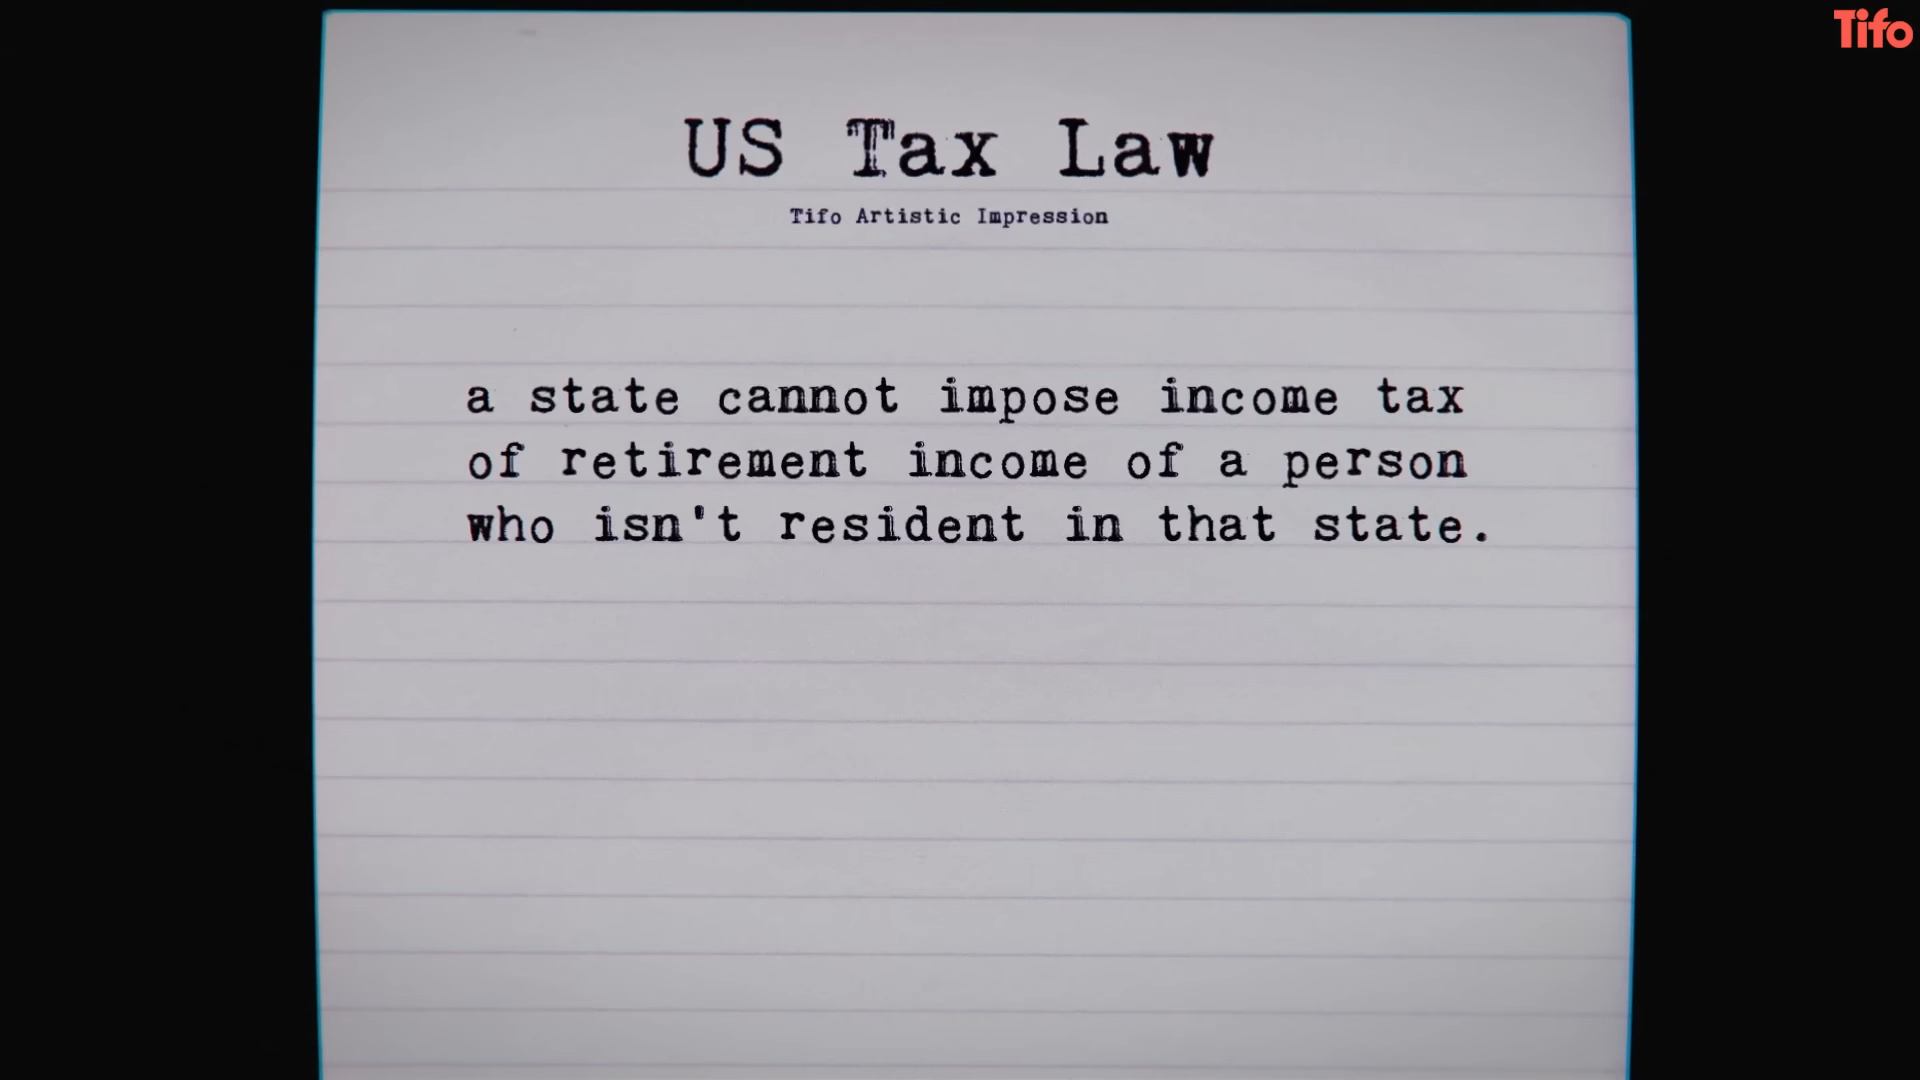 Tifo
US Tax Law
Tifo Artistic Impression
a state cannot impose income tax
of retirement income of a person
who isn't resident in that state.